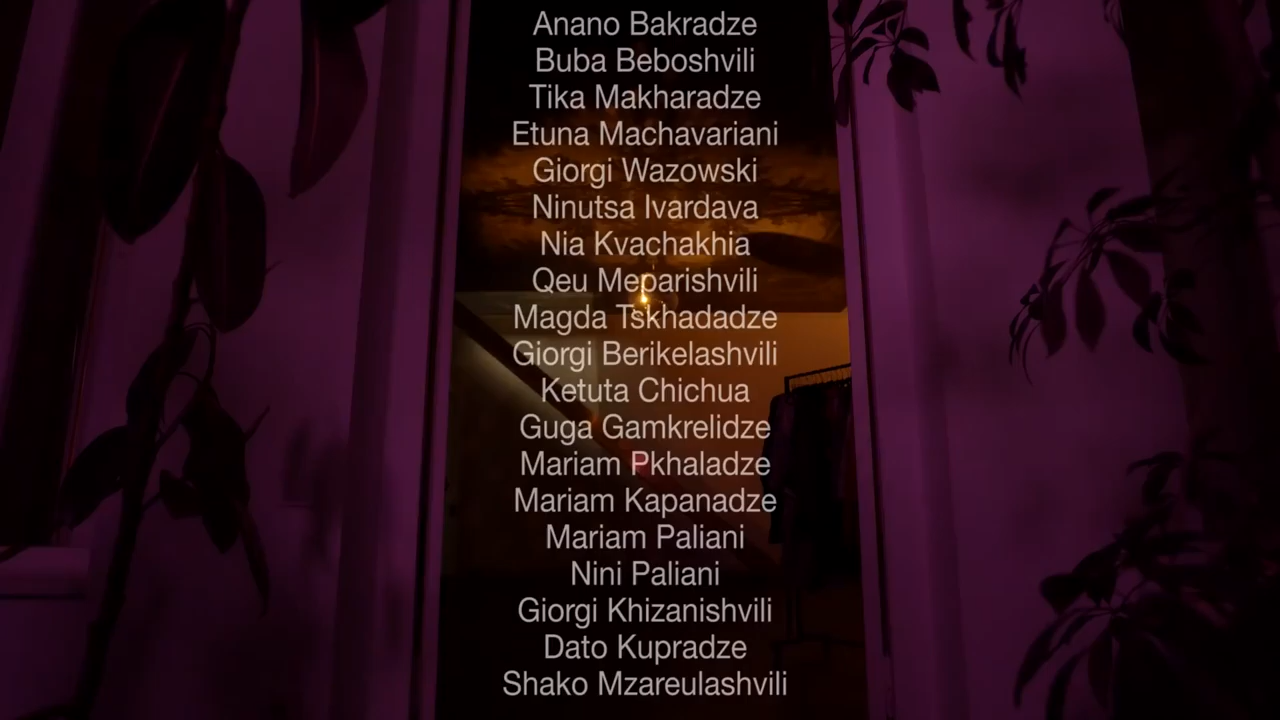 Anano Bakradze
Buba Beboshvili
Tika Makharadze
Etuna Machavariani
Giorgi Wazowski
Ninutsa Ivardava
Nia Kvachakhia
Qeu Meparishvili
Magda Tskhadadze
Giorgi Berikelashvili
Ketuta Chichua
Guga Gamkrelidze
Mariam Pkhaladze
Mariam Kapanadze
Mariam Paliani
Nini Paliani
Giorgi Khizanishvili
Dato Kupradze
Shako Mzareulashvili